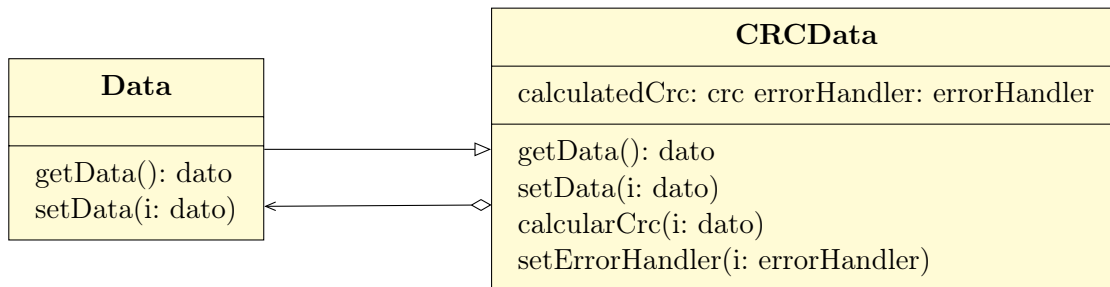 Data
getData(): dato
setData(i: dato)
CRCData
calculatedCrc: crc errorHandler: errorHandler
getData(): dato
setData(i: dato)
calcularCrc(i: dato)
setErrorHandler(i: errorHandler)